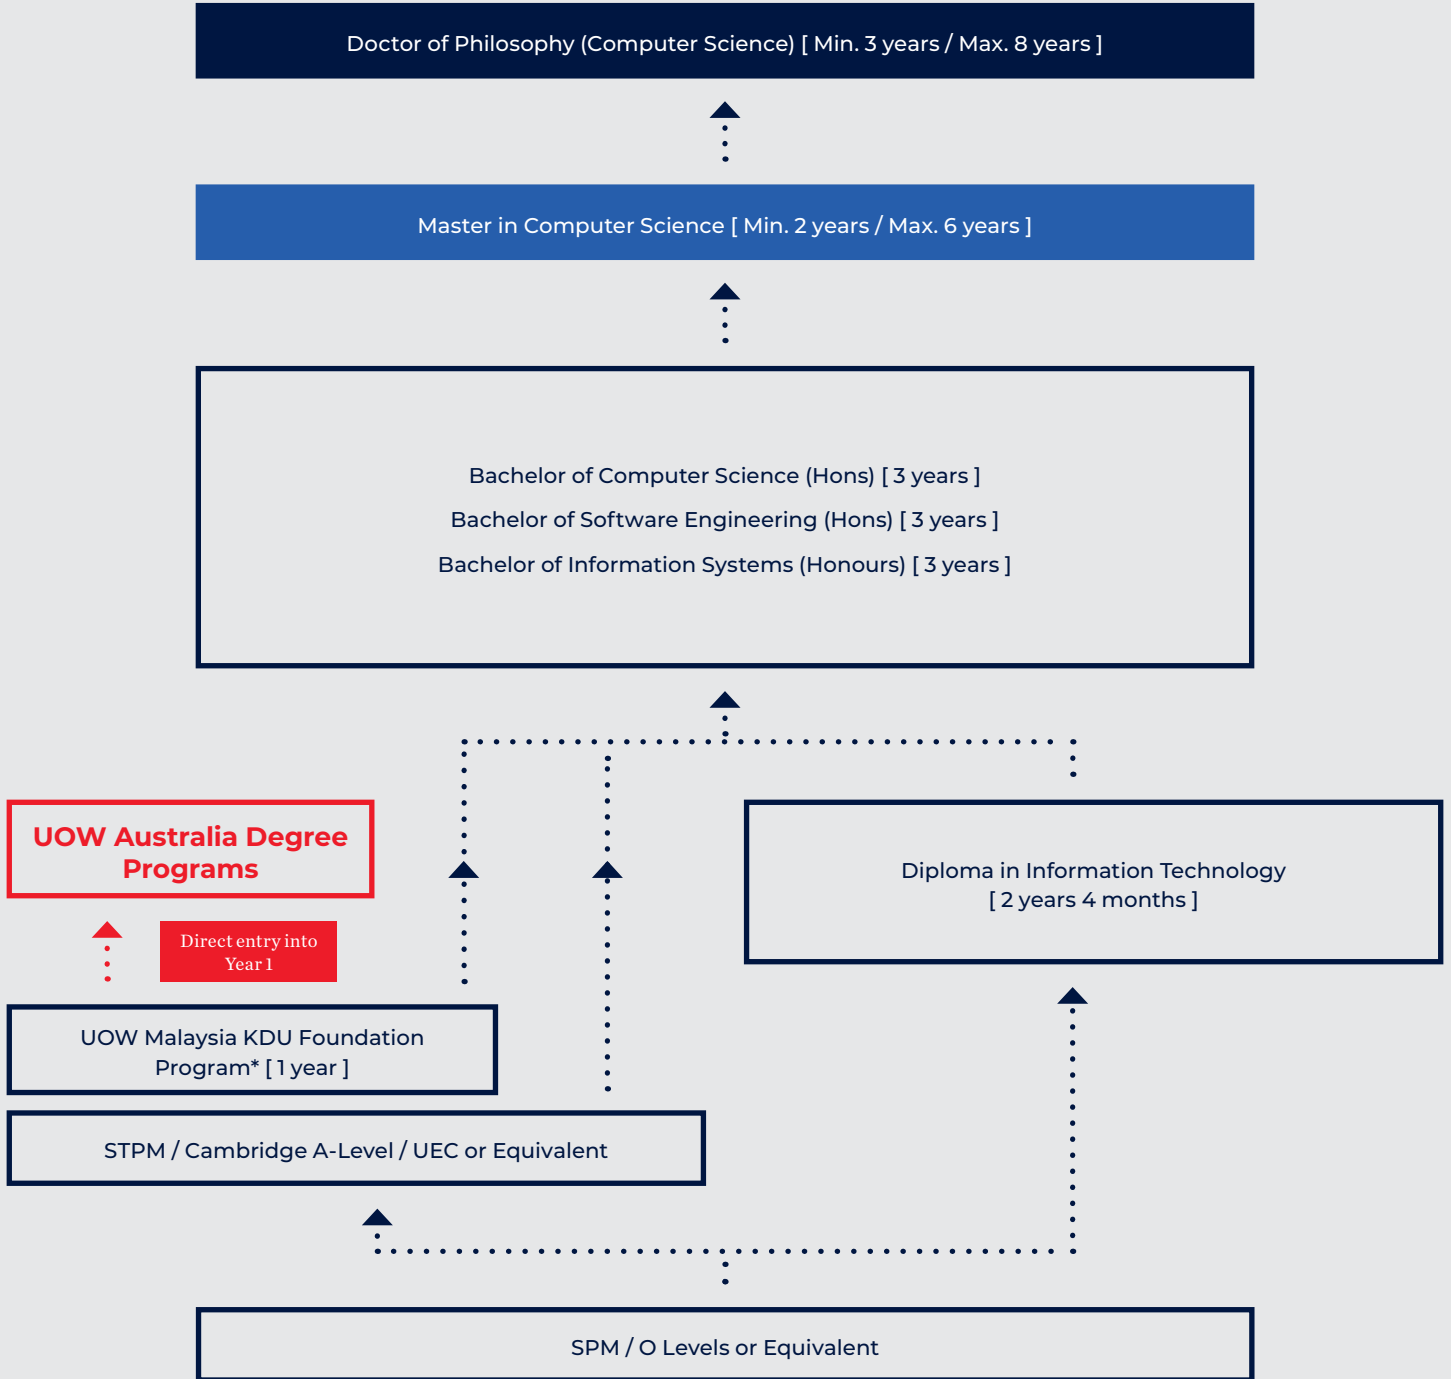 Doctor of Philosophy (Computer Science) [ Min. 3 years / Max. 8 years ]
Master in Computer Science [ Min. 2 years / Max. 6 years ]
Bachelor of Computer Science (Hons) [ 3 years ]
Bachelor of Software Engineering (Hons) [ 3 years ]
Bachelor of Information Systems (Honours) [ 3 years ]
UOW Australia Degree
Programs
Diploma in Information Technology
[ 2 years 4 months ]
Direct entry into
Year 1
UOW Malaysia KDU Foundation
Program* [ 1 year ]
STPM / Cambridge A-Level / UEC or Equivalent
SPM / O Levels or Equivalent